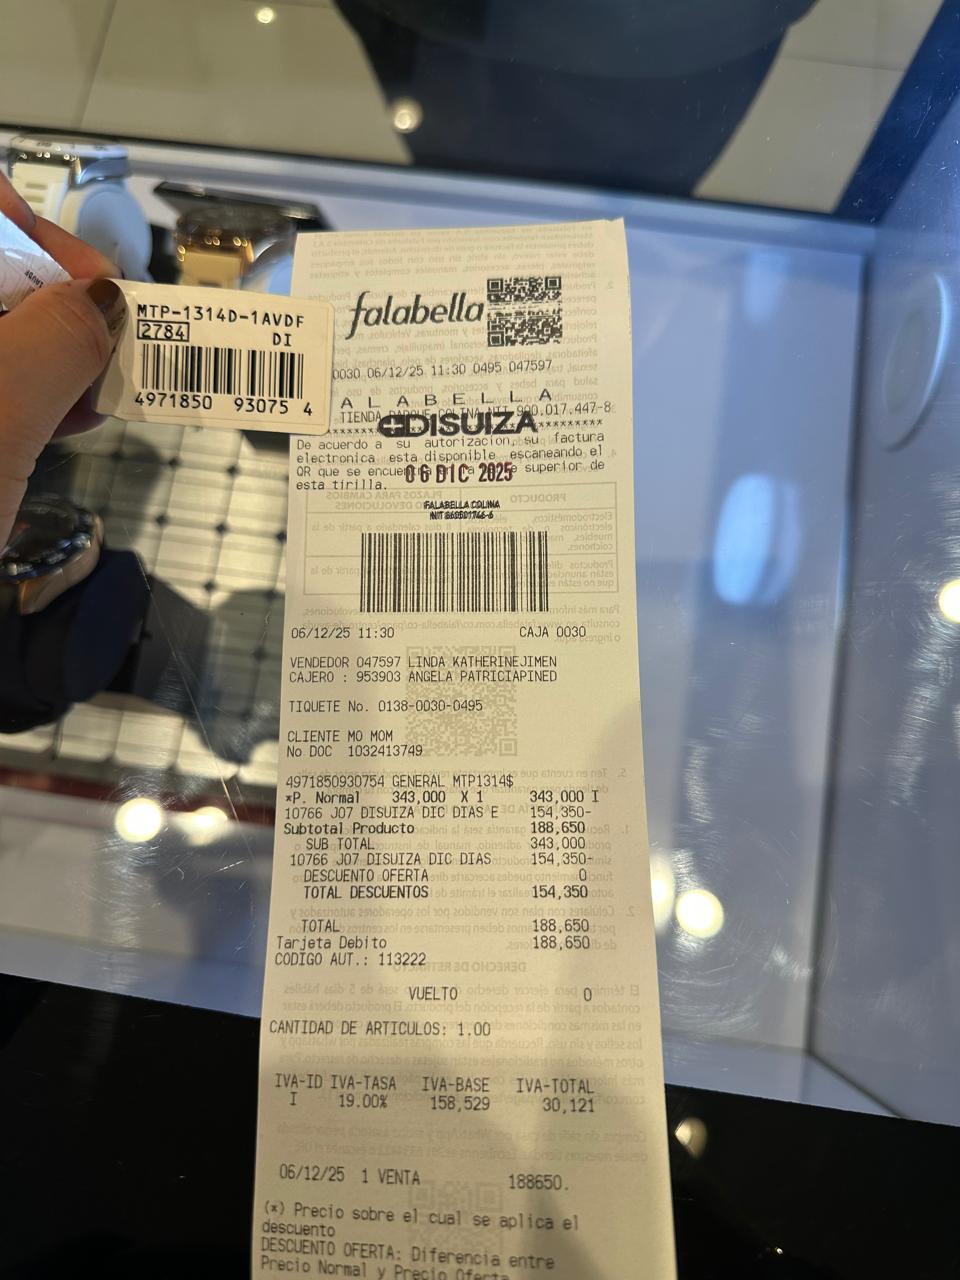 MTP-1314D-1AVDF
2784 DI
4971850 93075 4
falabella
0030 06/12/25 11:30 0495 047597
A L A B E L L A
TIENDA PARQUE COLINA NIT 900.017.447-8
DISUIZA
De acuerdo a su autorizacion, su factura
electronica esta disponible escaneando el
QR que se encuentra superior de
06 DIC 2025
esta tirilla.
FALABELLA COLINA
NIT
06/12/25 11:30 CAJA 0030
VENDEDOR 047597 LINDA KATHERINEJIMEN
CAJERO : 953903 ANGELA PATRICIAPINED
TIQUETE No. 0138-0030-0495
CLIENTE MO MOM
No DOC 1032413749
4971850930754 GENERAL MTP1314$
*P. Normal 343,000 X 1 343,000 I
10766 J07 DISUIZA DIC DIAS E 154,350-
Subtotal Producto 188,650
SUB TOTAL 343,000
10766 J07 DISUIZA DIC DIAS 154,350-
DESCUENTO OFERTA 0
TOTAL DESCUENTOS 154,350
TOTAL 188,650
Tarjeta Debito 188,650
CODIGO AUT.: 113222
VUELTO 0
CANTIDAD DE ARTICULOS: 1.00
IVA-ID IVA-TASA IVA-BASE IVA-TOTAL
I 19.00% 158,529 30,121
06/12/25 1 VENTA 188650.
(*) Precio sobre el cual se aplica el
descuento
DESCUENTO OFERTA: Diferencia entre
Precio Normal y Precio Oferta